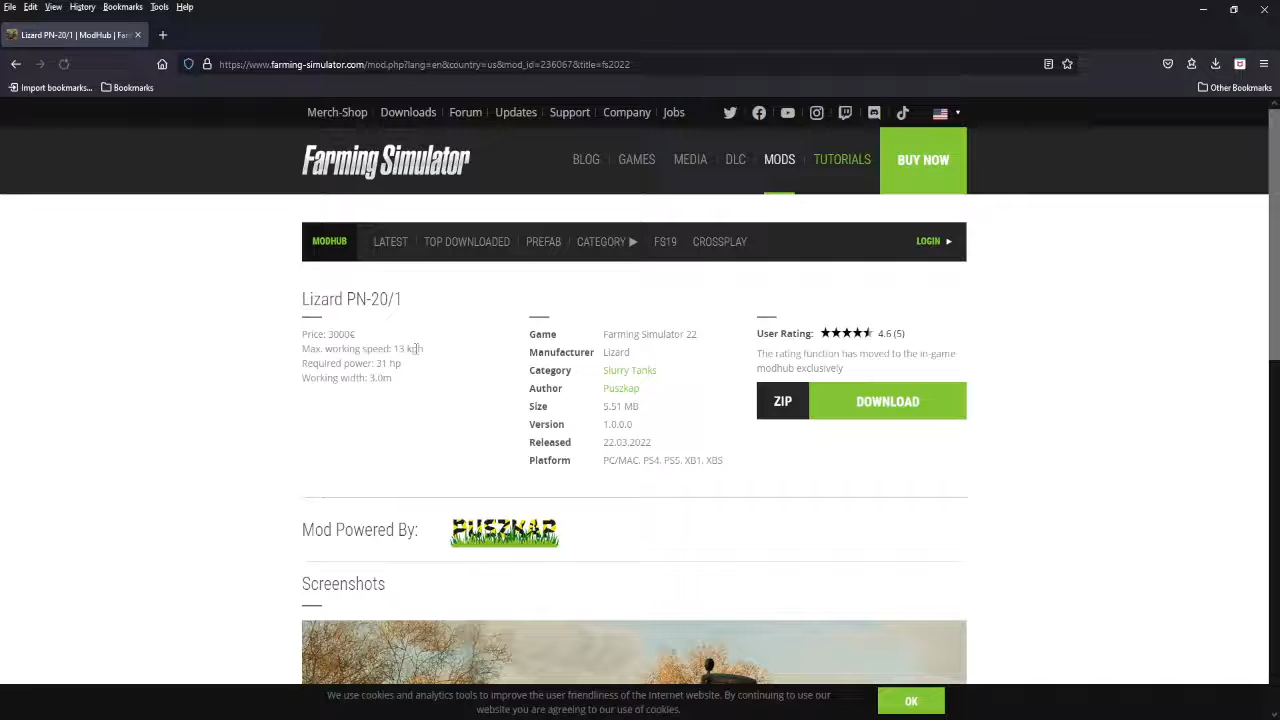 File Edit View History Bookmarks Tools Help
Lizard PN-20/1 | ModHub | Farm
https://www.farming-simulator.com/mod.php?lang=en&country=us&mod_id=236067&title=fs2022
Import bookmarks... Bookmarks Other Bookmarks
Merch-Shop Downloads Forum Updates Support Company Jobs
Farming Simulator BLOG GAMES MEDIA DLC MODS TUTORIALS BUY NOW
MODHUB LATEST TOP DOWNLOADED PREFAB CATEGORY FS19 CROSSPLAY LOGIN
Lizard PN-20/1
Price: 3000€
Max. working speed: 13 kph
Required power: 31 hp
Working width: 3.0m
Game Farming Simulator 22
Manufacturer Lizard
Category Slurry Tanks
Author Puszkap
Size 5.51 MB
Version 1.0.0.0
Released 22.03.2022
Platform PC/MAC, PS4, PS5, XB1, XBS
User Rating: 4.6 (5)
The rating function has moved to the in-game
modhub exclusively
ZIP DOWNLOAD
Mod Powered By: PUSZKAP
Screenshots
We use cookies and analytics tools to improve the user friendliness of the Internet website. By continuing to use our
website you are agreeing to our use of cookies.
OK